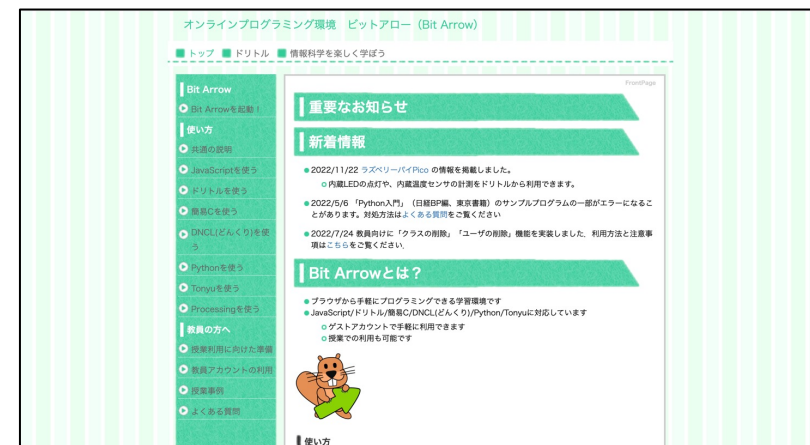 オンラインプログラミング環境　ビットアロー（Bit Arrow）
トップ ドリトル 情報科学を楽しく学ぼう
Bit Arrow
Bit Arrowを起動！
使い方
共通の説明
JavaScriptを使う
ドリトルを使う
簡易Cを使う
DNCL(どんくり)を使
う
Pythonを使う
Tonyuを使う
Processingを使う
教員の方へ
授業利用に向けた準備
教員アカウントの利用
授業事例
よくある質問
FrontPage
重要なお知らせ
新着情報
2022/11/22 ラズベリーパイPico の情報を掲載しました。
内蔵LEDの点灯や、内蔵温度センサの計測をドリトルから利用できます。
2022/5/6 「Python入門」（日経BP編、東京書籍）のサンプルプログラムの一部がエラーになるこ
とがあります。対処方法はよくある質問をご覧ください
2022/7/24 教員向けに「クラスの削除」「ユーザの削除」機能を実装しました．利用方法と注意事
項はこちらをご覧ください．
Bit Arrowとは？
ブラウザから手軽にプログラミングできる学習環境です
JavaScript/ドリトル/簡易C/DNCL(どんくり)/Python/Tonyuに対応しています
ゲストアカウントで手軽に利用できます
授業での利用も可能です
使い方